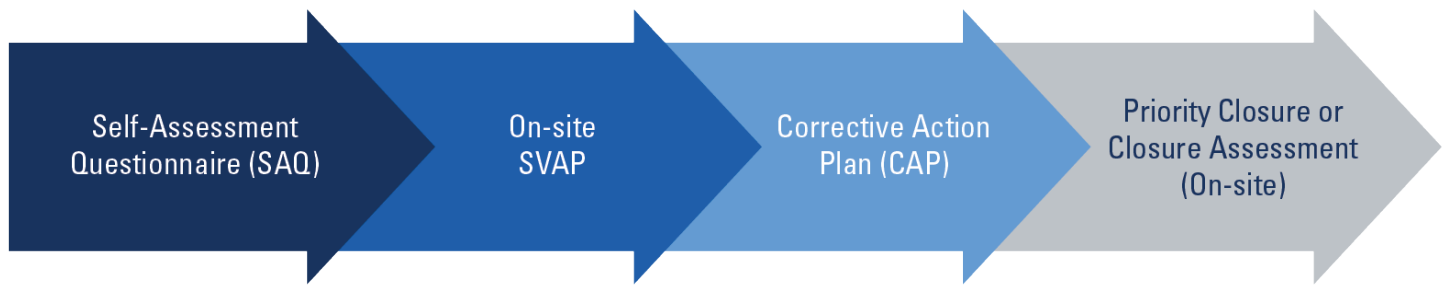 Self-Assessment
Questionnaire (SAQ)
On-site
SVAP
Corrective Action
Plan (CAP)
Priority Closure or
Closure Assessment
(On-site)